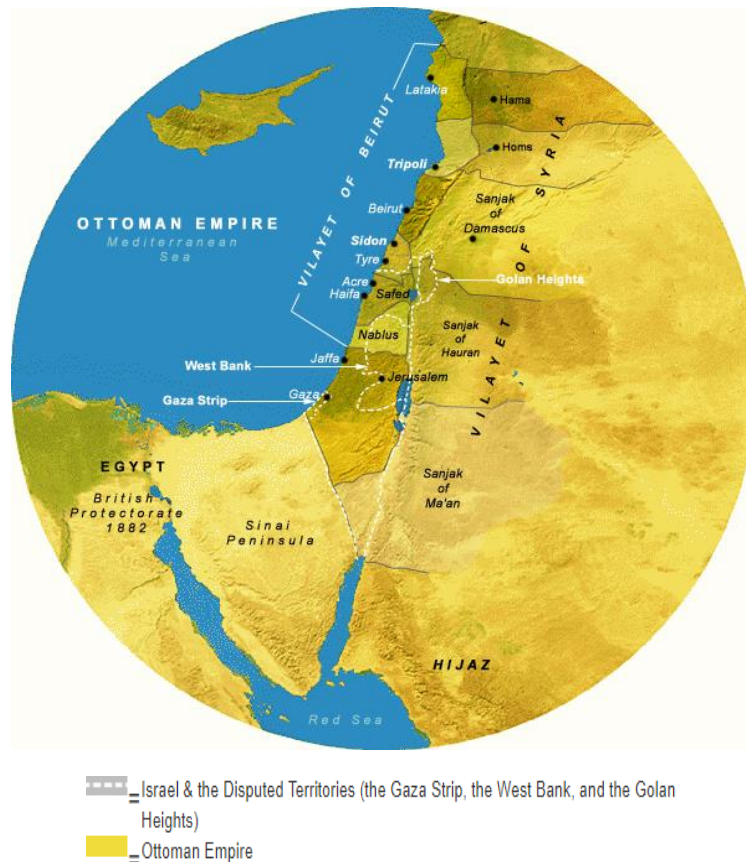 Latakia
Hama
VILAYET OF BEIRUT
Homs
Tripoli
VILAYET OF SYRIA
Sanjak
of
Damascus
Beirut
OTTOMAN EMPIRE
Mediterranean
Sea
Sidon
Tyre
Golan Heights
Acre
Haifa
Safed
Nablus
Sanjak
of
Hauran
Jaffa
West Bank
Jerusalem
Gaza
Gaza Strip
EGYPT
British
Protectorate
1882
Sinai
Peninsula
Sanjak
of
Ma'an
HIJAZ
Red Sea
= Israel & the Disputed Territories (the Gaza Strip, the West Bank, and the Golan
Heights)
= Ottoman Empire